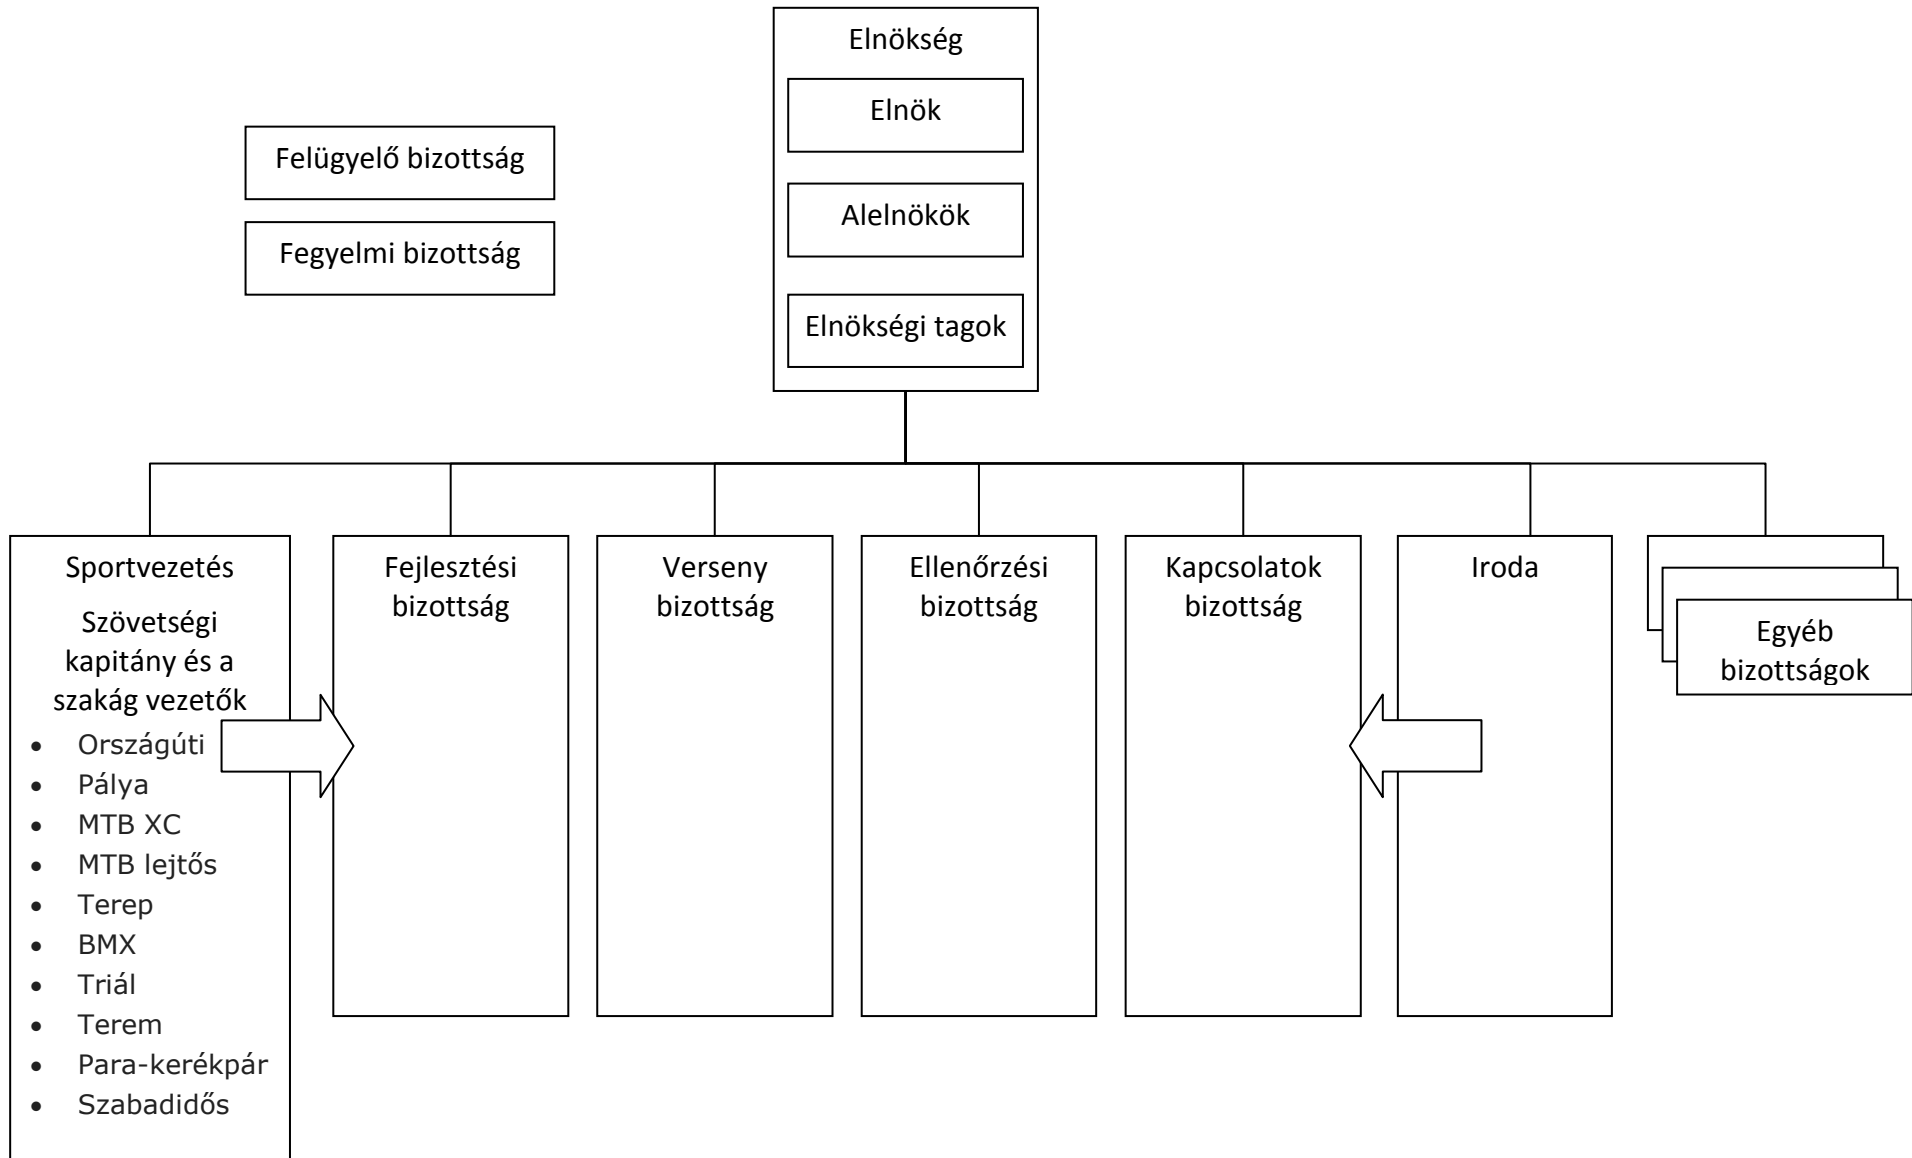 Elnökség
Elnök
Alelnökök
Elnökségi tagok
Felügyelő bizottság
Fegyelmi bizottság
Sportvezetés
Szövetségi
kapitány és a
szakág vezetők
• Országúti
• Pálya
• MTB XC
• MTB lejtős
• Terep
• BMX
• Triál
• Terem
• Para-kerékpár
• Szabadidős
Fejlesztési
bizottság
Verseny
bizottság
Ellenőrzési
bizottság
Kapcsolatok
bizottság
Iroda
Egyéb
bizottságok